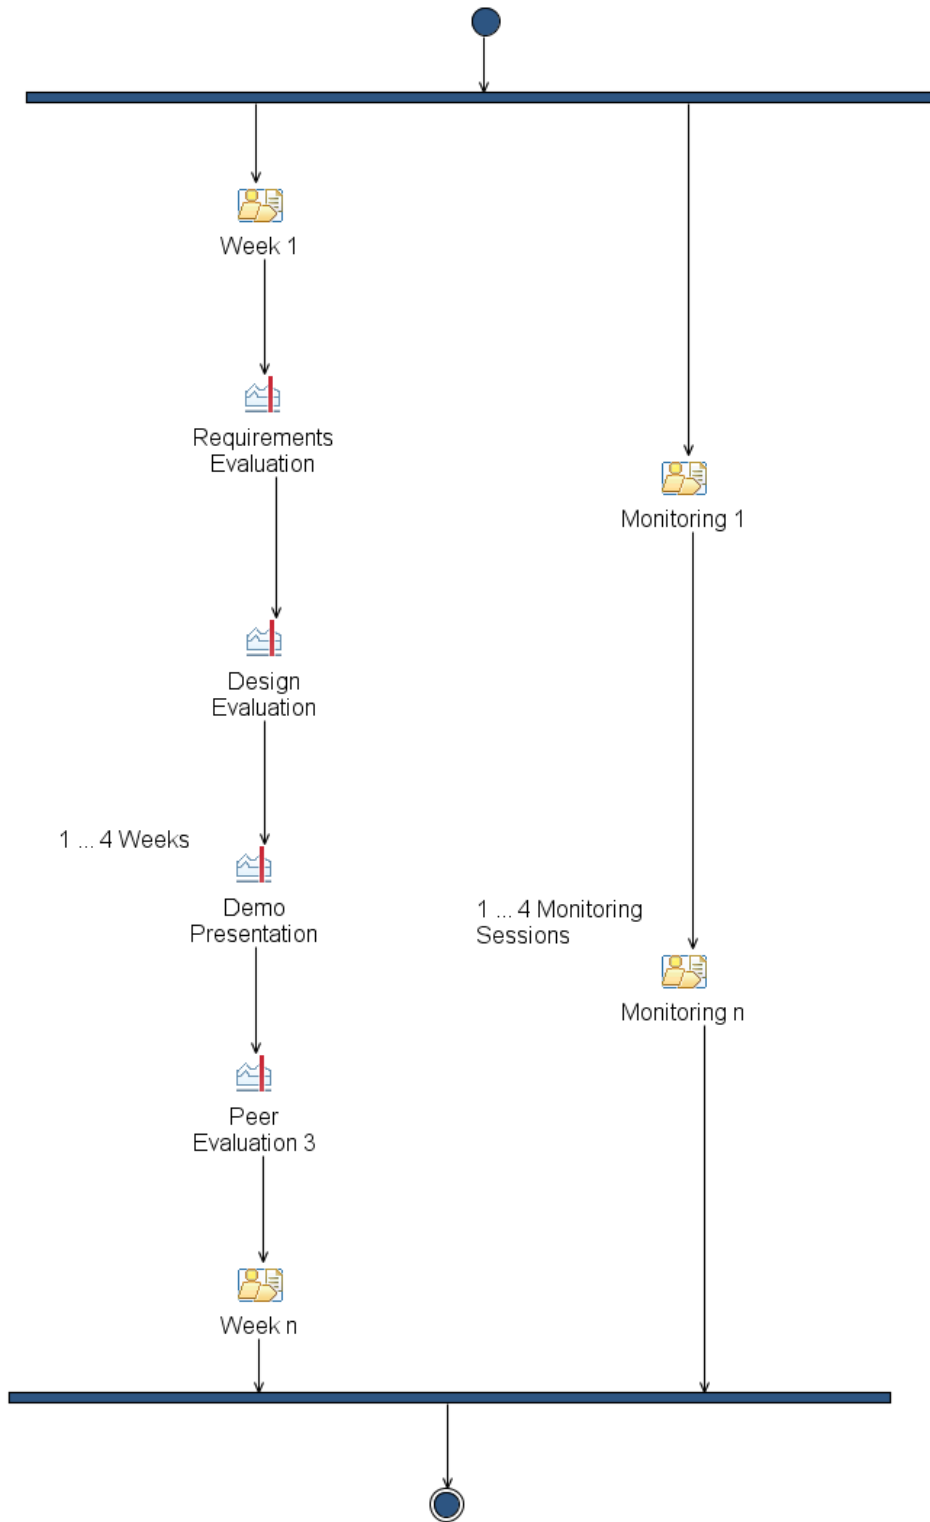 Week 1
Requirements
Evaluation
Monitoring 1
Design
Evaluation
1 ... 4 Weeks
Demo
Presentation
1 ... 4 Monitoring
Sessions
Monitoring n
Peer
Evaluation 3
Week n